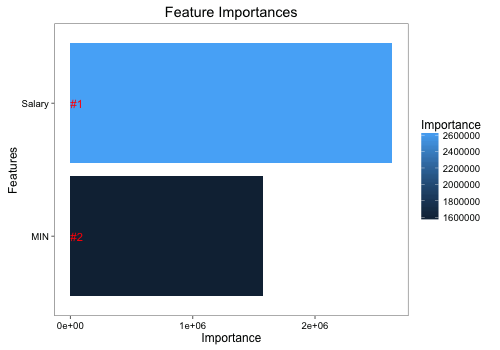 Feature Importances
Features
Salary
#1
MIN
#2
0e+00
1e+06
2e+06
Importance
Importance
2600000
2400000
2200000
2000000
1800000
1600000